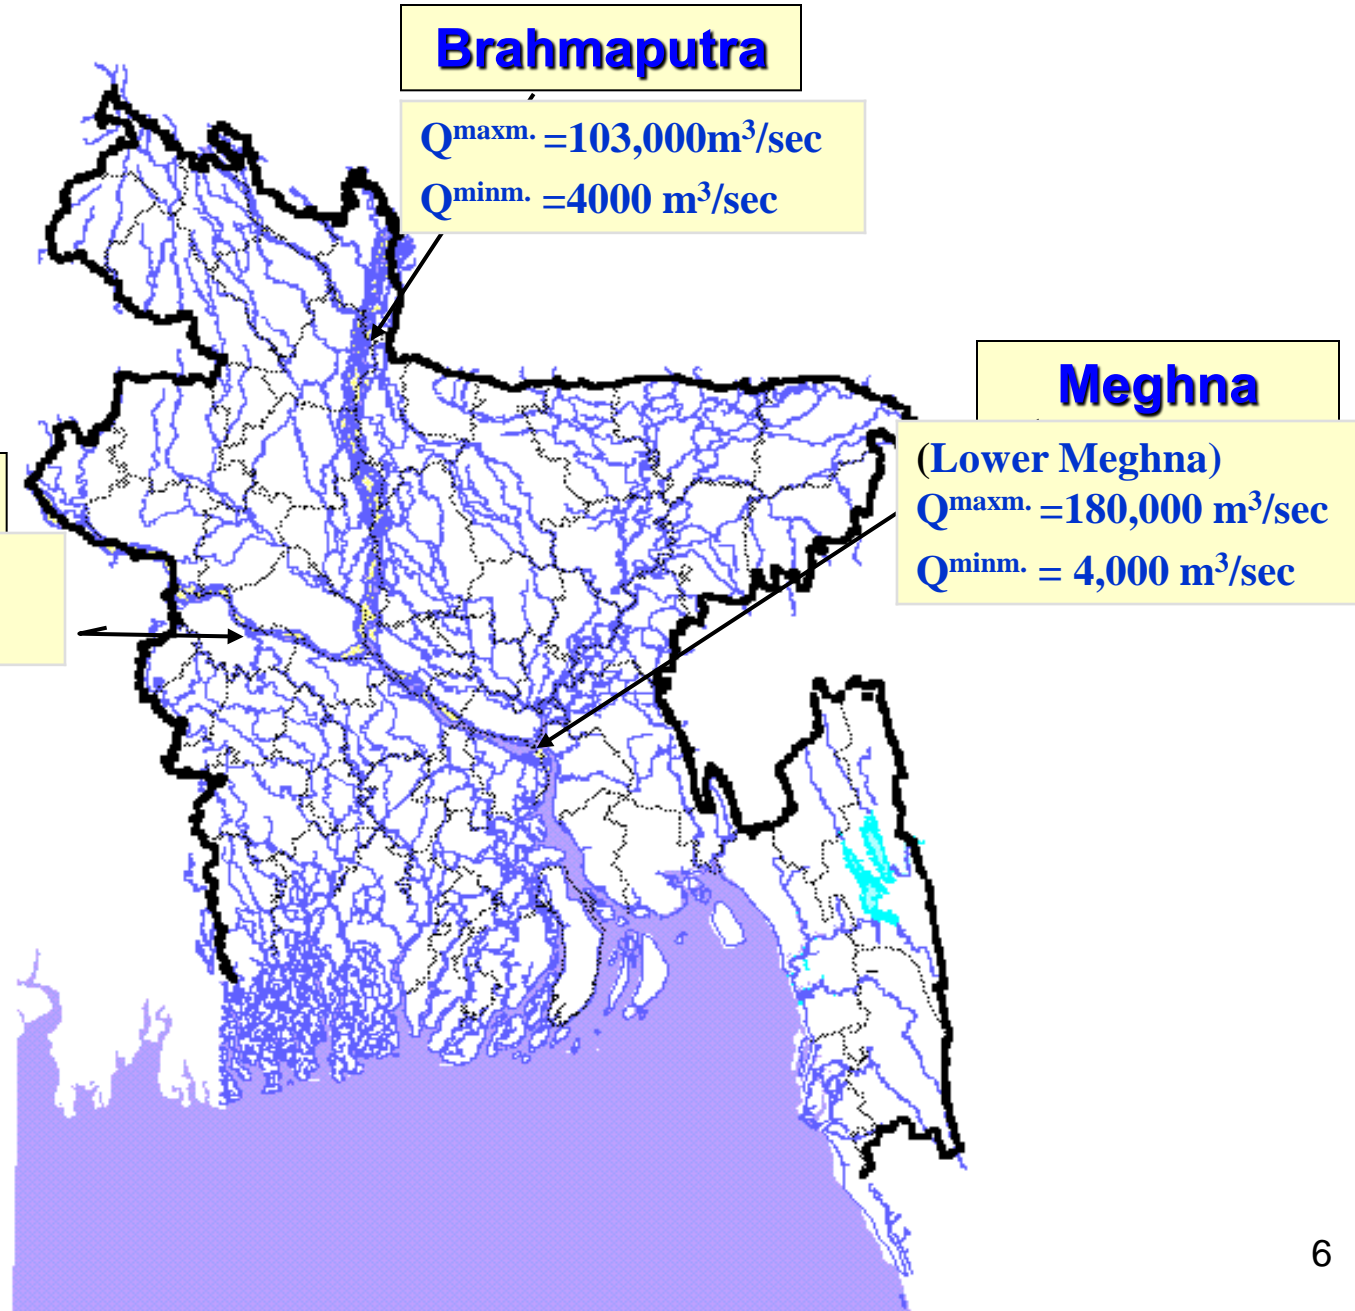 Brahmaputra
Qᵐᵃˣᵐ· =103,000m³/sec
Qᵐⁱⁿᵐ· =4000 m³/sec
Meghna
(Lower Meghna)
Qᵐᵃˣᵐ· =180,000 m³/sec
Qᵐⁱⁿᵐ· = 4,000 m³/sec
6